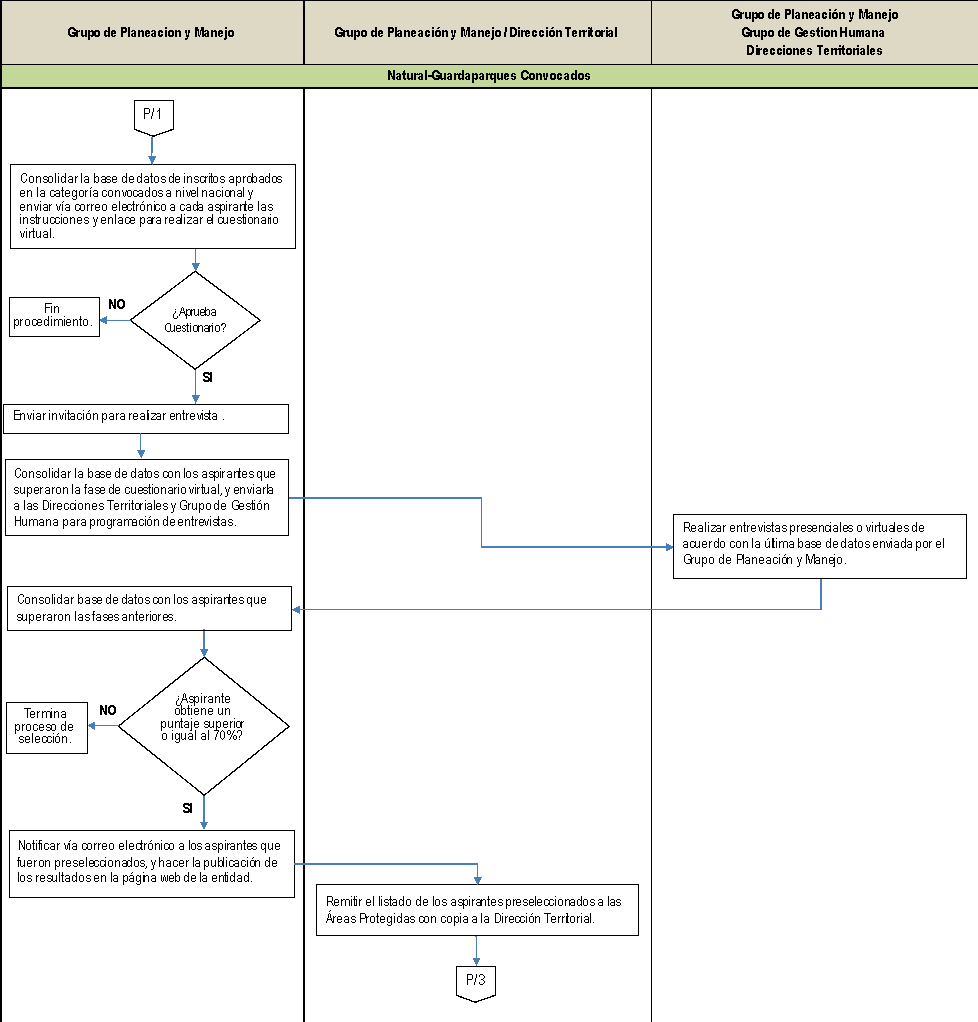 Grupo de Planeacion y Manejo
Grupo de Planeación y Manejo / Dirección Territorial
Grupo de Planeación y Manejo
Grupo de Gestion Humana
Direcciones Territoriales
Natural-Guardaparques Convocados
P/1
Consolidar la base de datos de inscritos aprobados
en la categoría convocados a nivel nacional y
enviar vía correo electrónico a cada aspirante las
instrucciones y enlace para realizar el cuestionario
virtual.
¿Aprueba
Cuestionario?
NO
Fin
procedimiento.
SI
Enviar invitación para realizar entrevista .
Consolidar la base de datos con los aspirantes que
superaron la fase de cuestionario virtual, y enviarla
a las Direcciones Territoriales y Grupo de Gestión
Humana para programación de entrevistas.
Realizar entrevistas presenciales o virtuales de
acuerdo con la última base de datos enviada por el
Grupo de Planeación y Manejo.
Consolidar base de datos con los aspirantes que
superaron las fases anteriores.
¿Aspirante
obtiene un
puntaje superior
o igual al 70%?
NO
Termina
proceso de
selección.
SI
Notificar vía correo electrónico a los aspirantes que
fueron preseleccionados, y hacer la publicación de
los resultados en la página web de la entidad.
Remitir el listado de los aspirantes preseleccionados a las
Áreas Protegidas con copia a la Dirección Territorial.
P/3